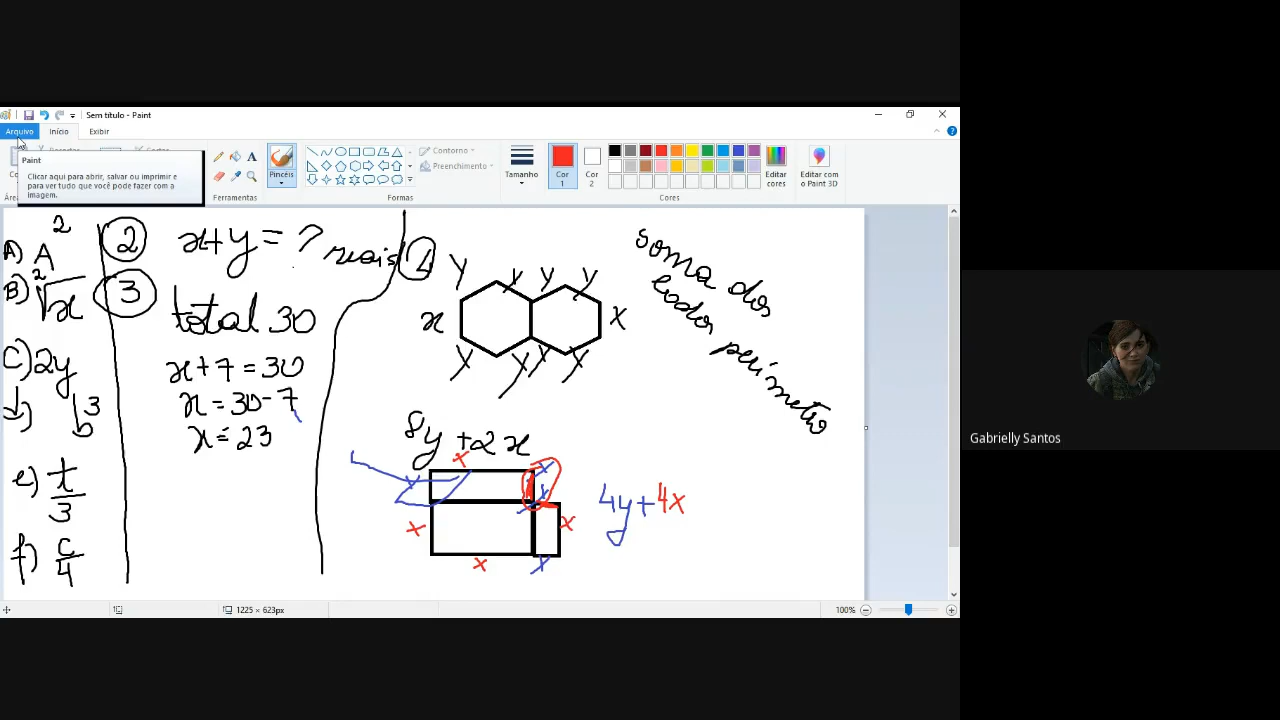 Sem título - Paint
Arquivo
Início
Exibir
Paint
Clicar aqui para abrir, salvar ou imprimir e
para ver tudo que você pode fazer com a
imagem.
Ferramentas
Pincéis
Contorno
Preenchimento
Formas
Tamanho
Cor
1
Cor
2
Editar
cores
Editar com
o Paint 3D
Cores
A) A²
B) ²√x
C) 2y
d) b³
e) t/3
f) c/4
2
x+y = ? reais
3
total 30
x+7 = 30
x = 30-7
x = 23
4
y y y y
x x
y y y y
8y + 2x
soma dos
lados perímetro
x
y y
y
x x
x y
4y+4x
Gabrielly Santos
1225 × 623px
100%